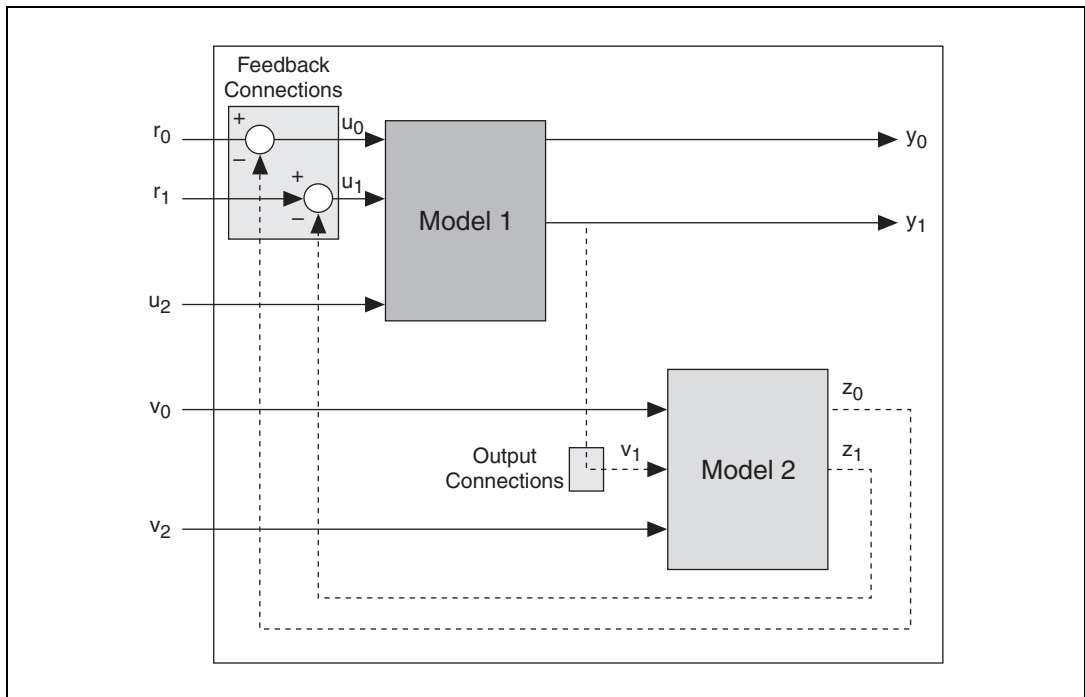 Feedback
Connections
+
r₀
u₀
y₀
−
+
r₁
u₁
y₁
−
Model 1
u₂
v₀
z₀
Output
Connections
v₁
z₁
Model 2
v₂